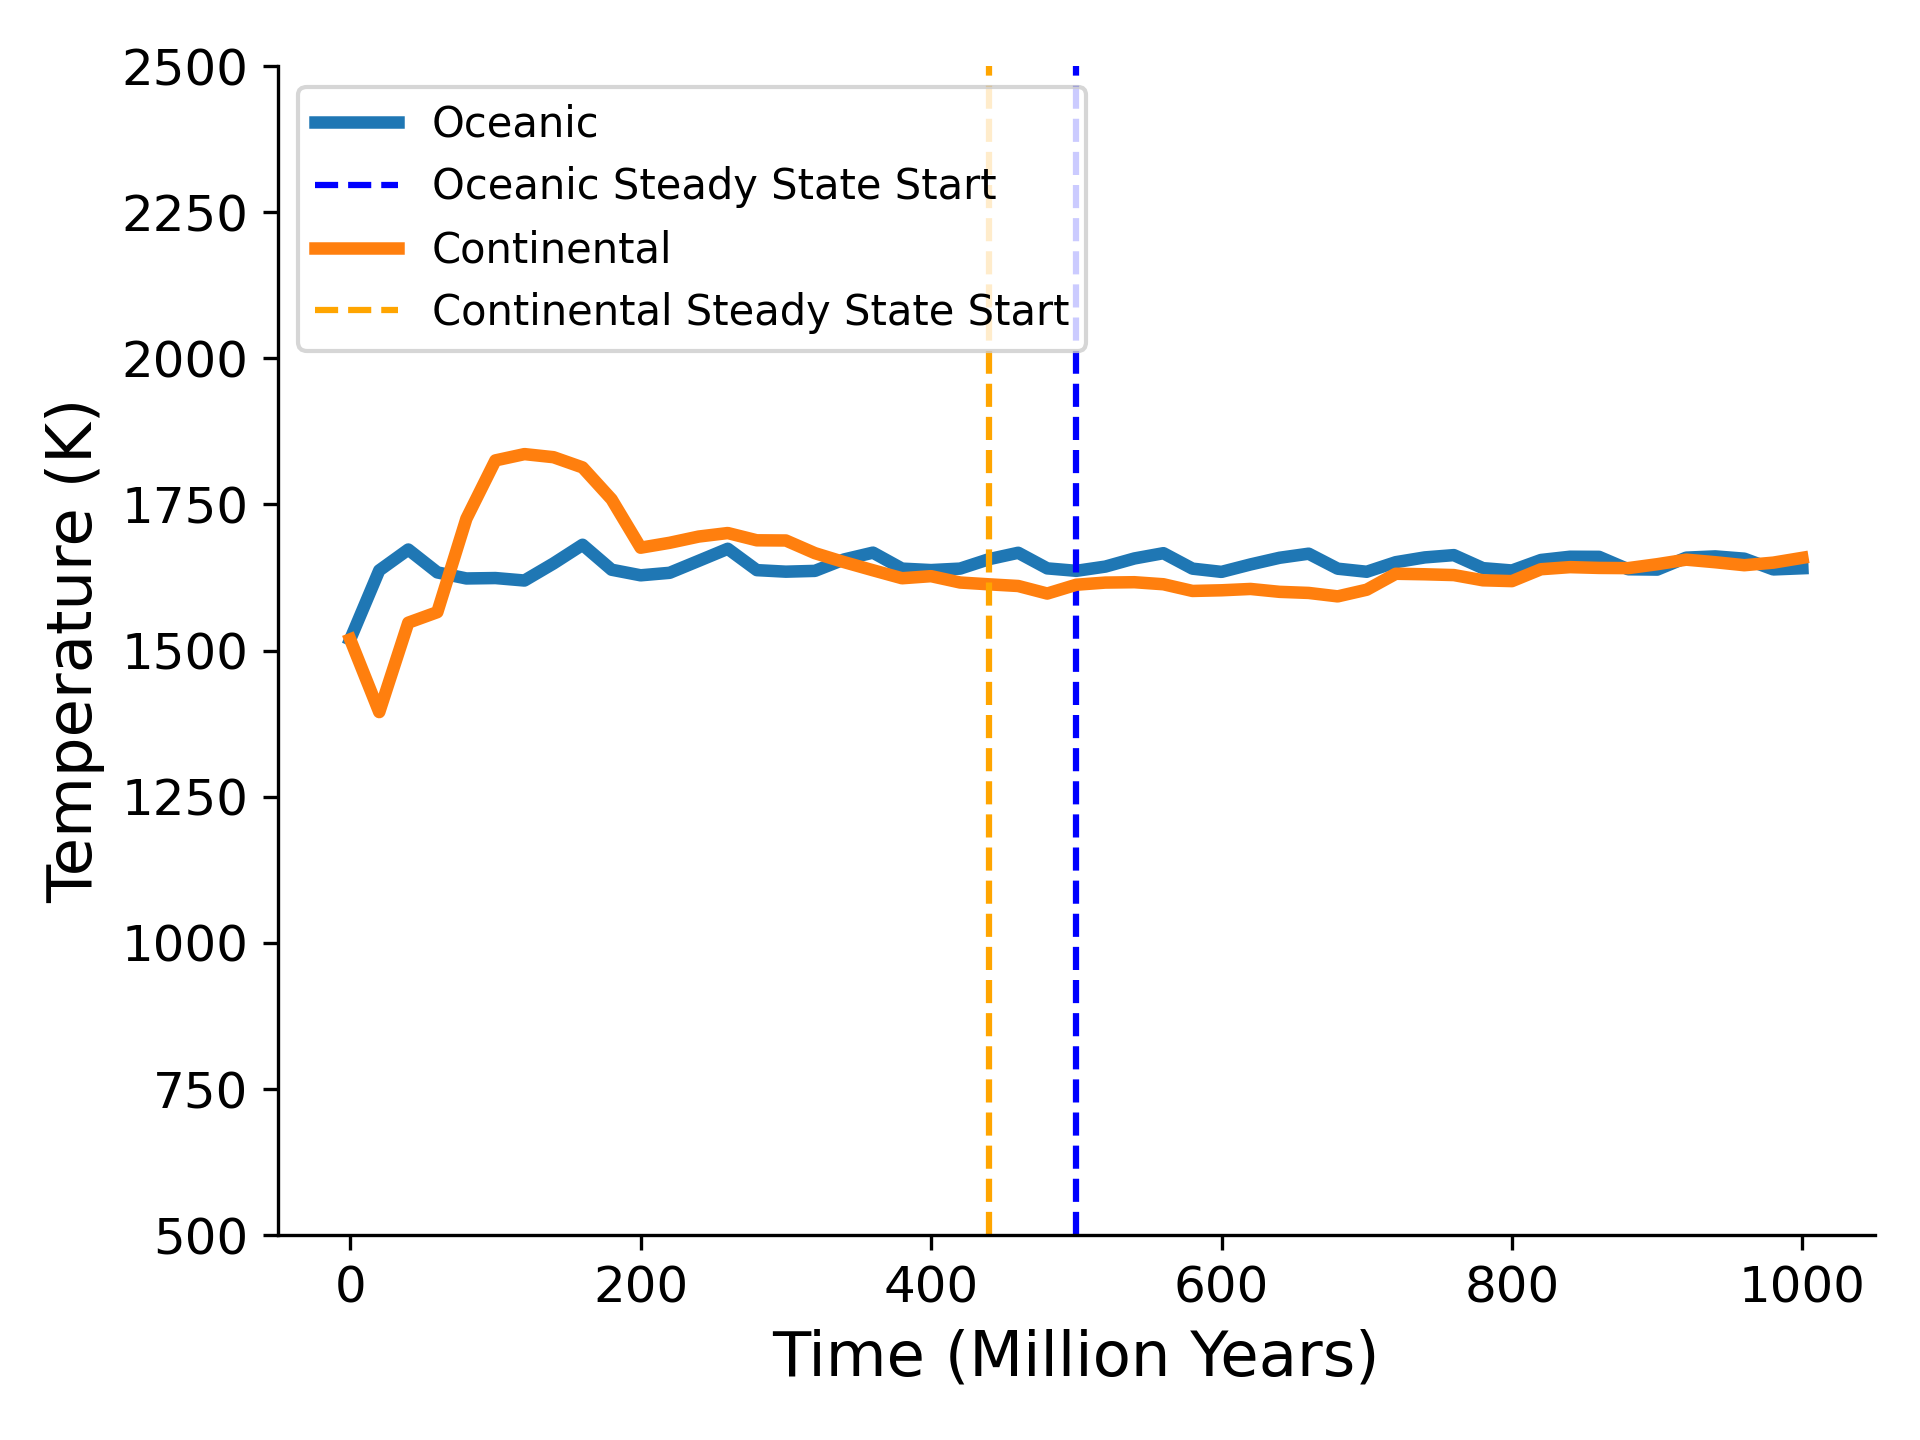 2500
2250
2000
1750
1500
1250
1000
750
500
Temperature (K)
Oceanic
Oceanic Steady State Start
Continental
Continental Steady State Start
0 200 400 600 800 1000
Time (Million Years)